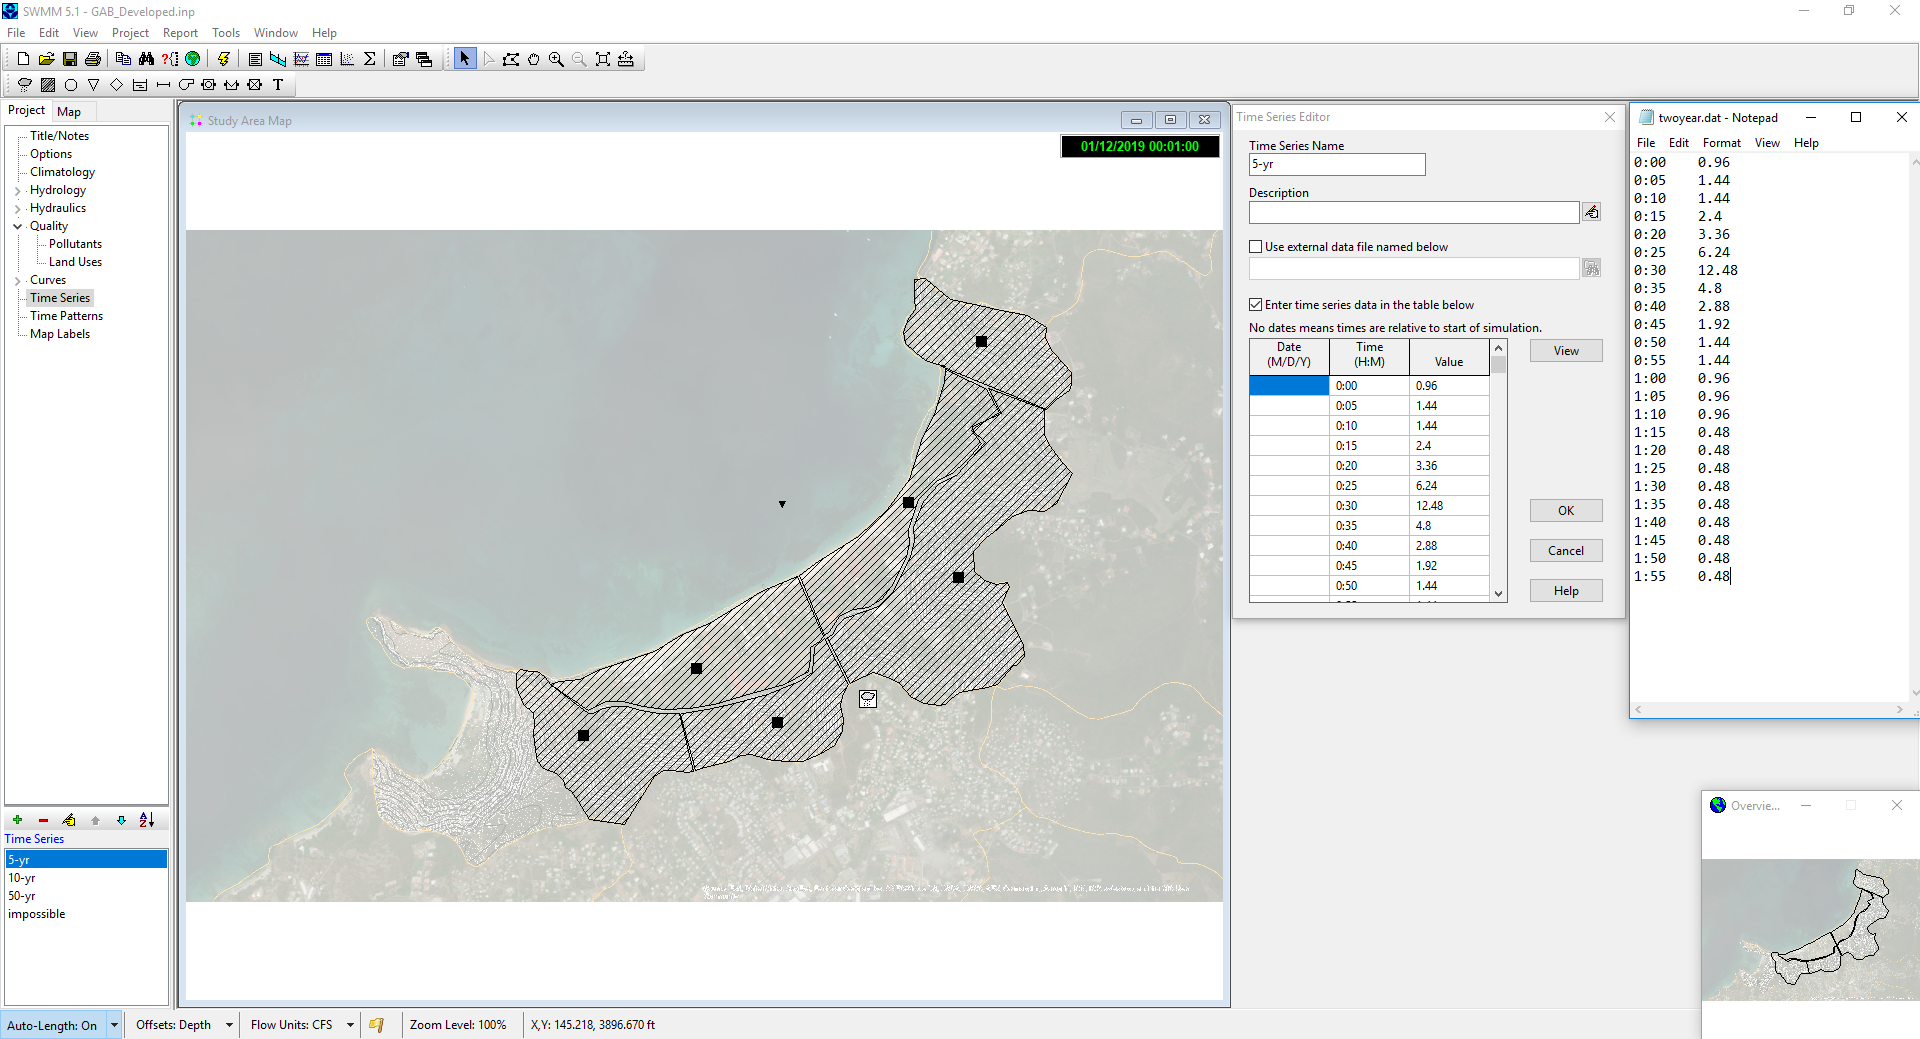 SWMM 5.1 - GAB_Developed.inp
File Edit View Project Report Tools Window Help
Project Map
Title/Notes
Options
Climatology
Hydrology
Hydraulics
Quality
Pollutants
Land Uses
Curves
Time Series
Time Patterns
Map Labels
Time Series
5-yr
10-yr
50-yr
impossible
Study Area Map
01/12/2019 00:01:00
Time Series Editor
Time Series Name
5-yr
Description
Use external data file named below
Enter time series data in the table below
No dates means times are relative to start of simulation.
Date (M/D/Y) Time (H:M) Value
0:00 0.96
0:05 1.44
0:10 1.44
0:15 2.4
0:20 3.36
0:25 6.24
0:30 12.48
0:35 4.8
0:40 2.88
0:45 1.92
0:50 1.44
View
OK
Cancel
Help
twoyear.dat - Notepad
File Edit Format View Help
0:00 0.96
0:05 1.44
0:10 1.44
0:15 2.4
0:20 3.36
0:25 6.24
0:30 12.48
0:35 4.8
0:40 2.88
0:45 1.92
0:50 1.44
0:55 1.44
1:00 0.96
1:05 0.96
1:10 0.96
1:15 0.48
1:20 0.48
1:25 0.48
1:30 0.48
1:35 0.48
1:40 0.48
1:45 0.48
1:50 0.48
1:55 0.48
Overvie...
Auto-Length: On Offsets: Depth Flow Units: CFS Zoom Level: 100% X,Y: 145.218, 3896.670 ft